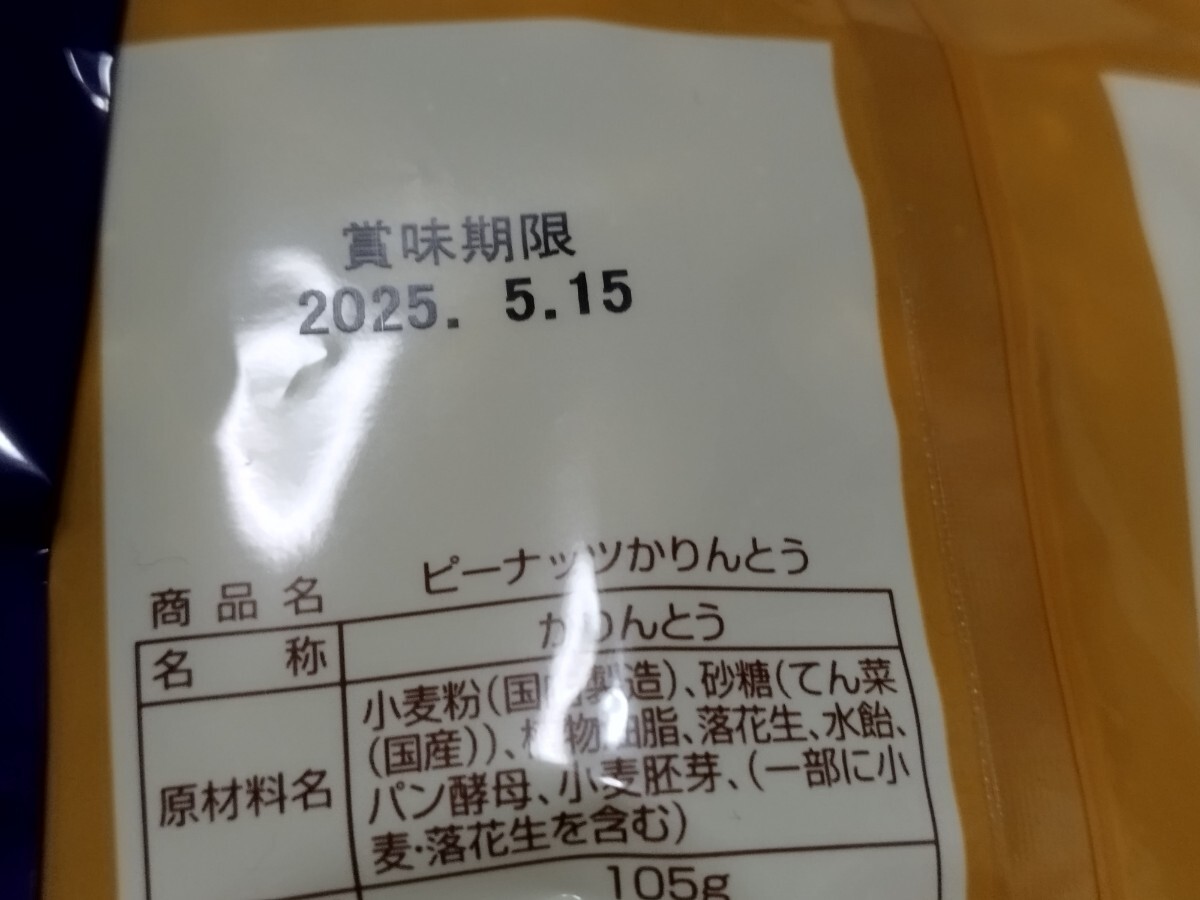 賞味期限
2025. 5.15
商品名 ピーナッツかりんとう
名称 かりんとう
原材料名 小麦粉(国内製造)、砂糖(てん菜
(国産))、植物油脂、落花生、水飴、
パン酵母、小麦胚芽、(一部に小
麦・落花生を含む)
105g